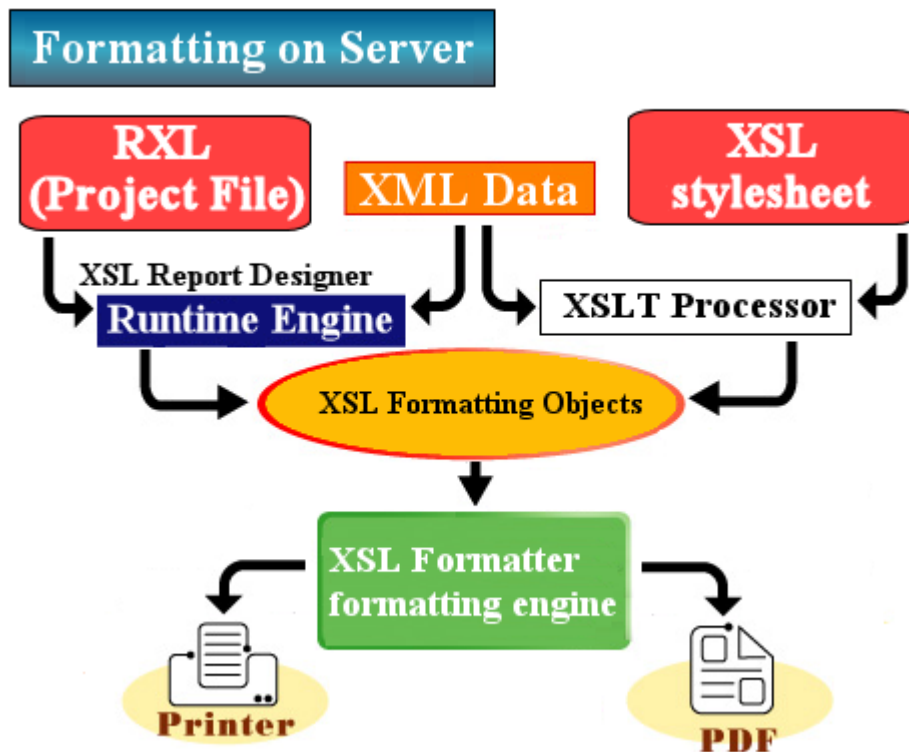 Formatting on Server
RXL
(Project File)
XML Data
XSL
stylesheet
XSL Report Designer
Runtime Engine
XSLT Processor
XSL Formatting Objects
XSL Formatter
formatting engine
Printer
PDF